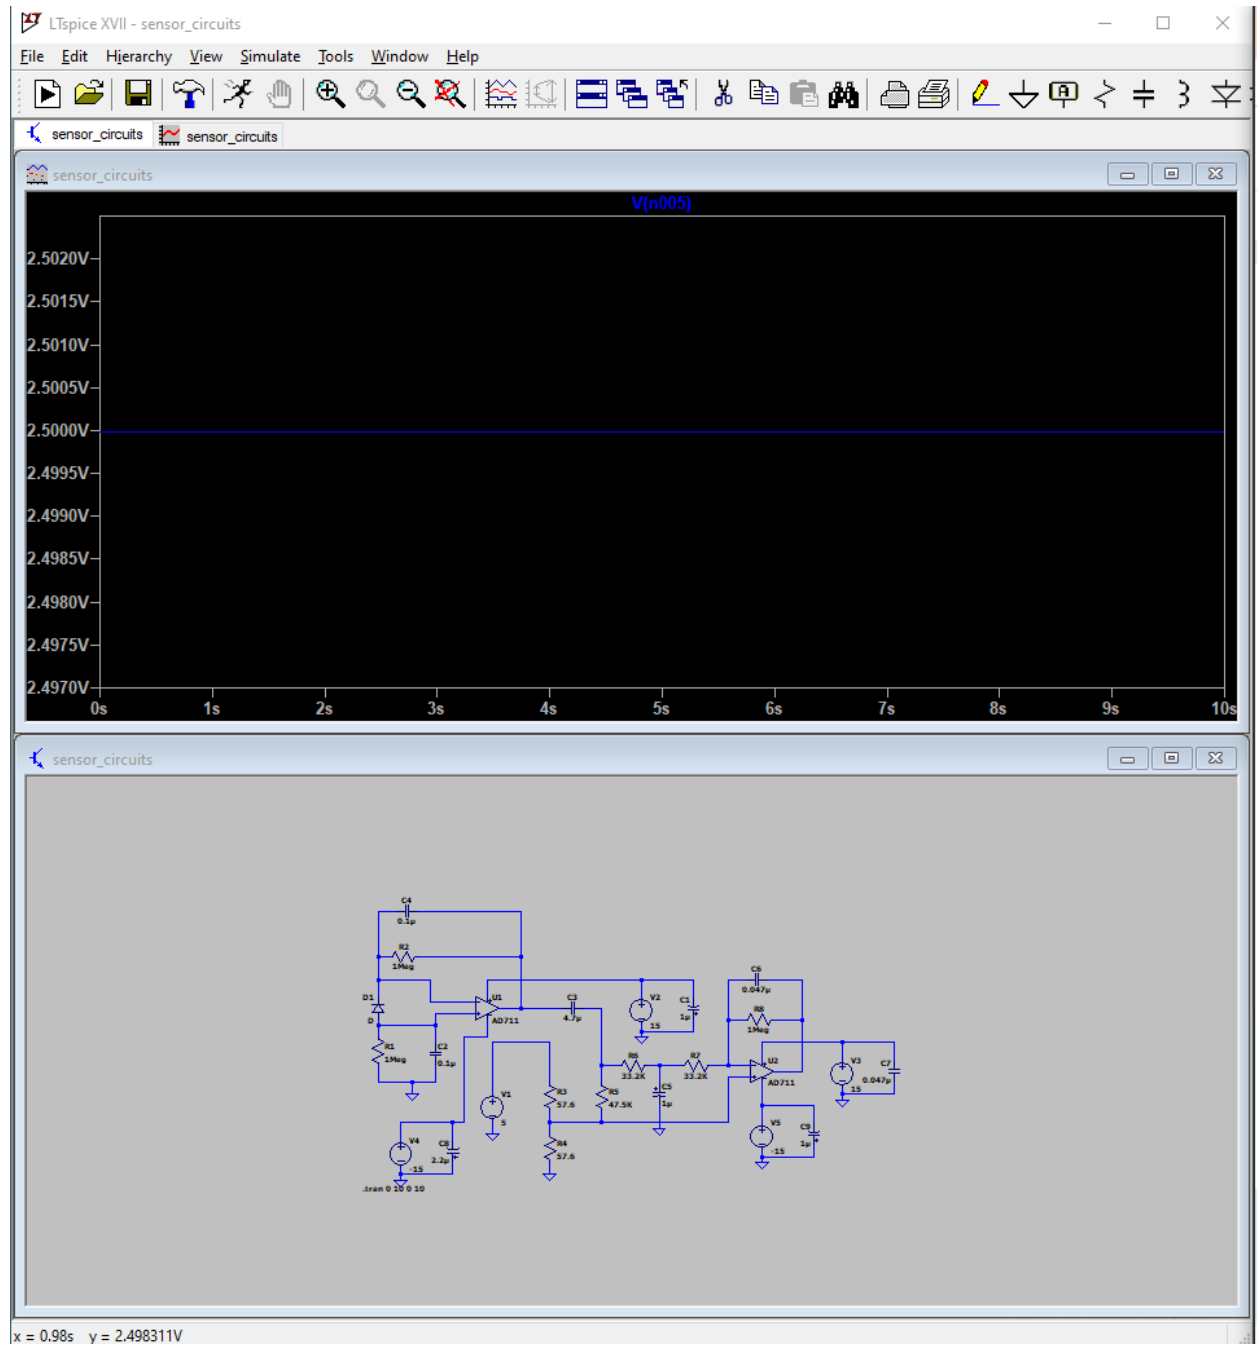 LTspice XVII - sensor_circuits
File Edit Hierarchy View Simulate Tools Window Help
sensor_circuits sensor_circuits
sensor_circuits
V(n005)
2.5020V
2.5015V
2.5010V
2.5005V
2.5000V
2.4995V
2.4990V
2.4985V
2.4980V
2.4975V
2.4970V
0s 1s 2s 3s 4s 5s 6s 7s 8s 9s 10s
sensor_circuits
C4
0.1µ
R2
1Meg
D1
D
U1
AD711
R1
1Meg
C2
0.1µ
C3
4.7µ
V2
15
C1
1µ
C6
0.047µ
R8
1Meg
R6
33.2K
R7
33.2K
U2
AD711
V3
15
C7
0.047µ
V1
5
R3
57.6
R5
47.5K
C5
1µ
V4
-15
C8
2.2µ
R4
57.6
V5
-15
C9
1µ
.tran 0 10 0 10
x = 0.98s y = 2.498311V